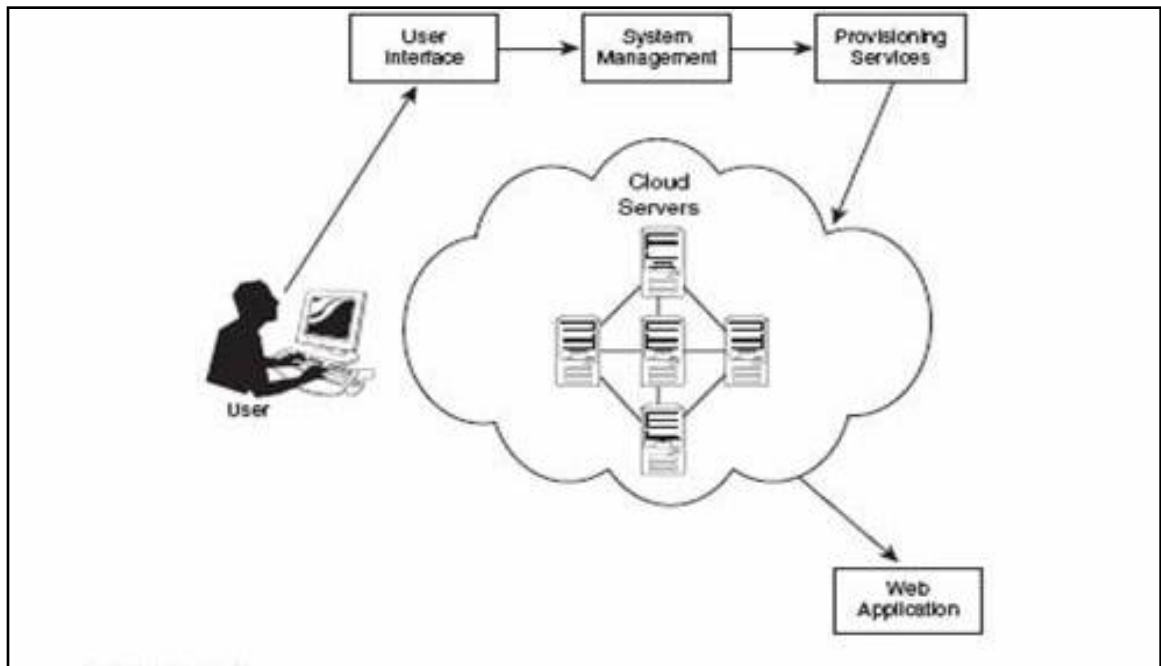 User
Interface
System
Management
Provisioning
Services
Cloud
Servers
User
Web
Application